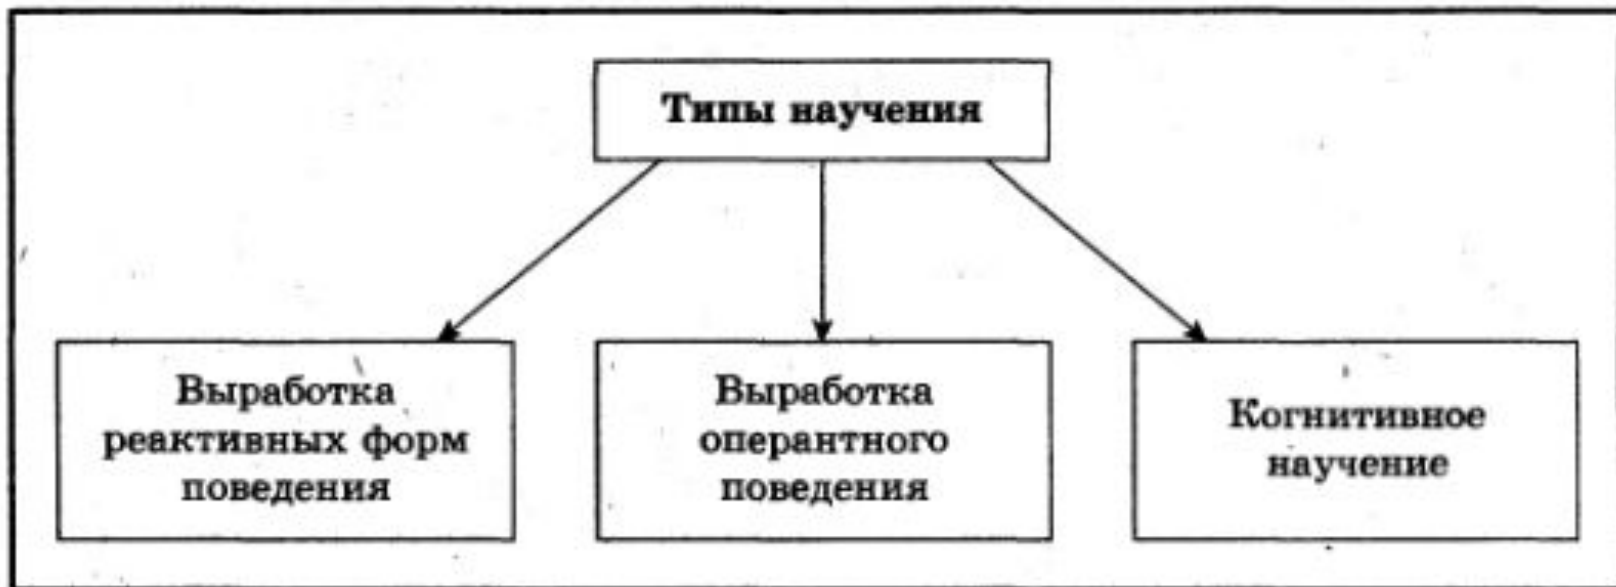 Типы научения
Выработка
реактивных форм
поведения
Выработка
оперантного
поведения
Когнитивное
научение